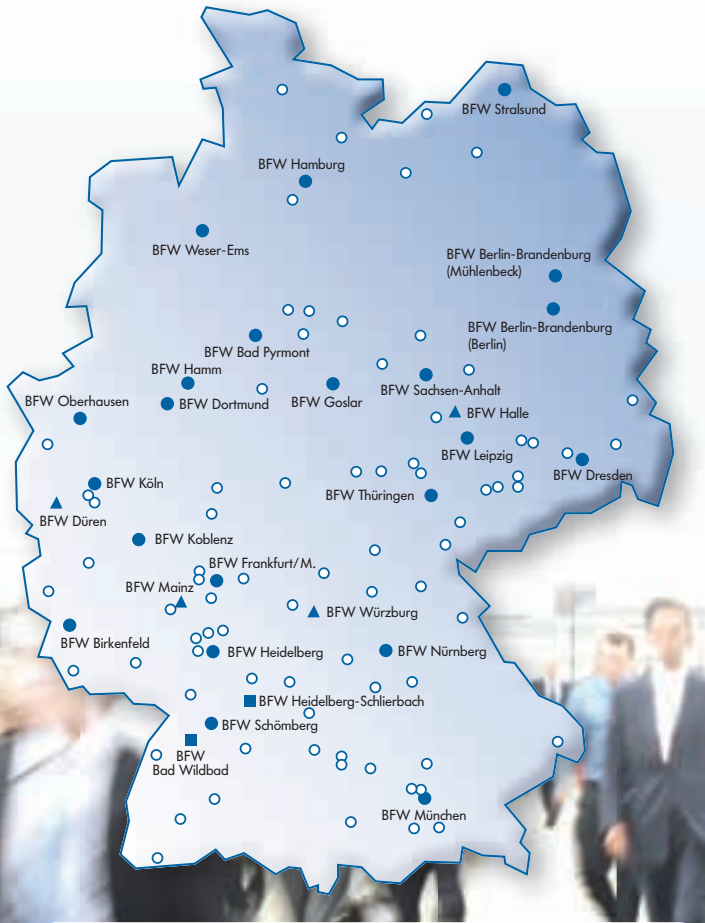 BFW Stralsund
BFW Hamburg
BFW Weser-Ems
BFW Berlin-Brandenburg
(Mühlenbeck)
BFW Berlin-Brandenburg
(Berlin)
BFW Bad Pyrmont
BFW Hamm
BFW Sachsen-Anhalt
BFW Oberhausen
BFW Dortmund
BFW Goslar
BFW Halle
BFW Leipzig
BFW Dresden
BFW Köln
BFW Thüringen
BFW Düren
BFW Koblenz
BFW Frankfurt/M.
BFW Mainz
BFW Würzburg
BFW Birkenfeld
BFW Heidelberg
BFW Nürnberg
BFW Heidelberg-Schlierbach
BFW Schömberg
BFW
Bad Wildbad
BFW München